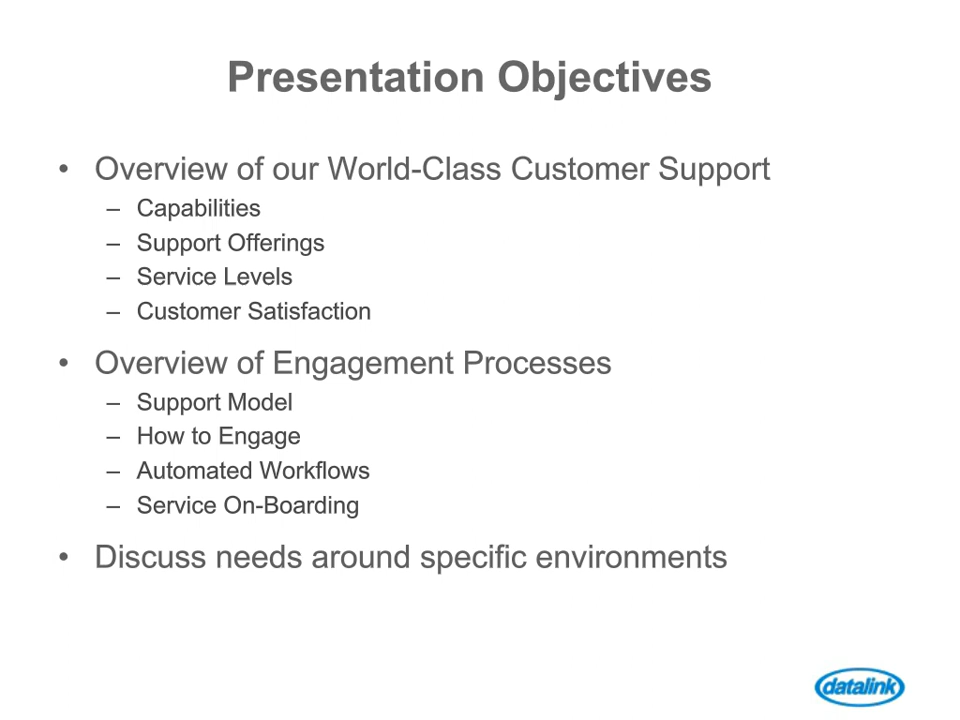 Presentation Objectives
• Overview of our World-Class Customer Support
– Capabilities
– Support Offerings
– Service Levels
– Customer Satisfaction
• Overview of Engagement Processes
– Support Model
– How to Engage
– Automated Workflows
– Service On-Boarding
• Discuss needs around specific environments
datalink